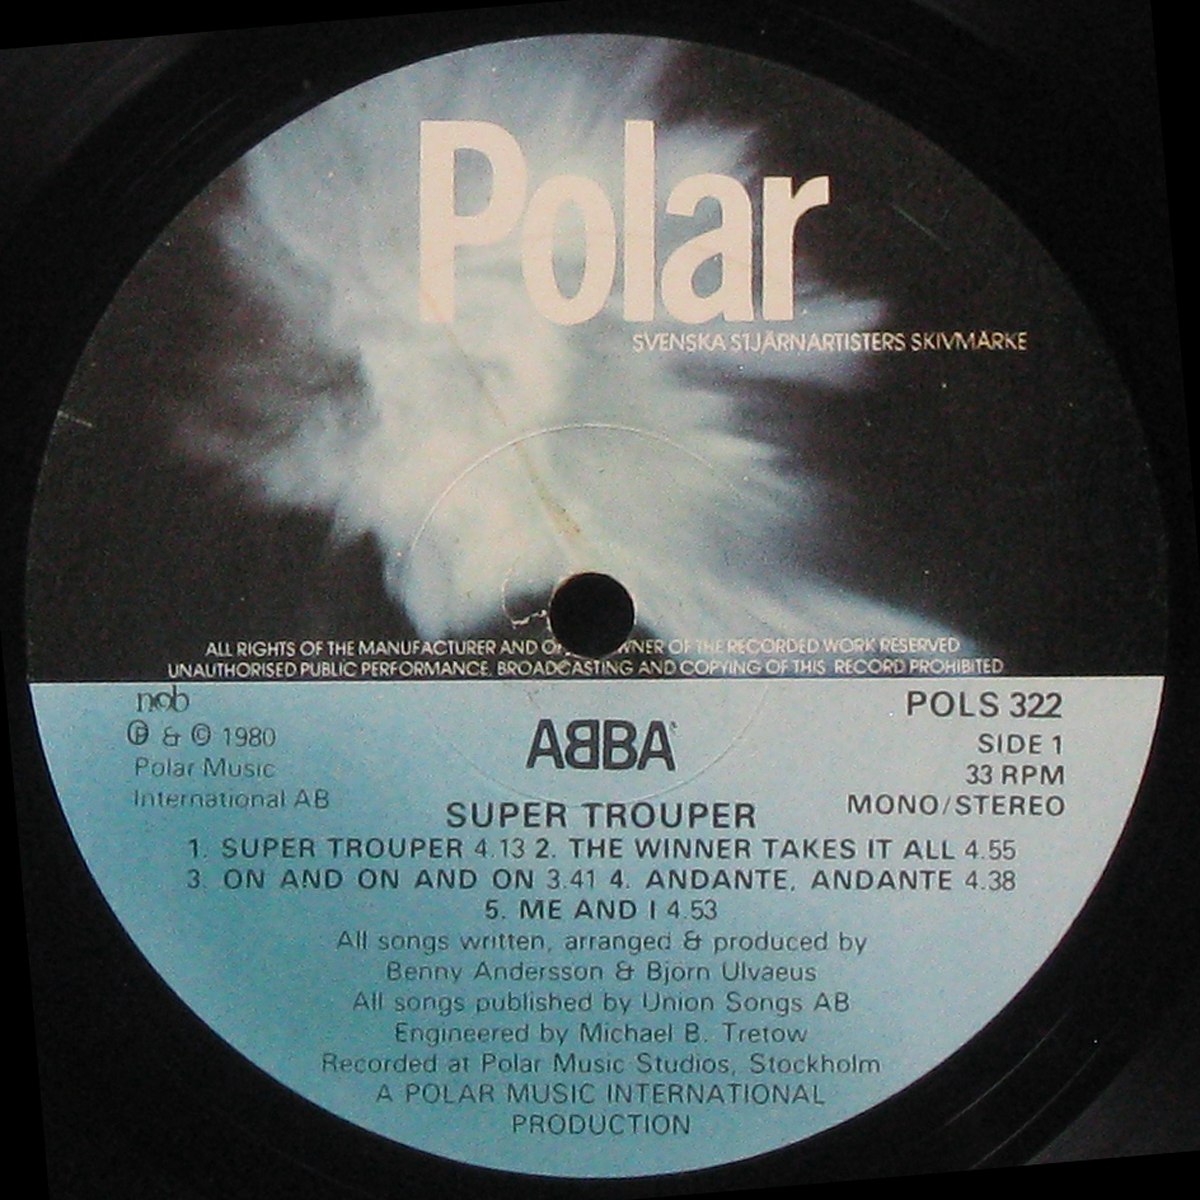 Polar
SVENSKA STJÄRNARTISTERS SKIVMÄRKE
ALL RIGHTS OF THE MANUFACTURER AND OF OWNER OF THE RECORDED WORK RESERVED
UNAUTHORISED PUBLIC PERFORMANCE, BROADCASTING AND COPYING OF THIS RECORD PROHIBITED
ncb
Ⓟ & © 1980
Polar Music
International AB
POLS 322
SIDE 1
33 RPM
MONO/STEREO
ABBA
SUPER TROUPER
1. SUPER TROUPER 4.13 2. THE WINNER TAKES IT ALL 4.55
3. ON AND ON AND ON 3.41 4. ANDANTE, ANDANTE 4.38
5. ME AND I 4.53
All songs written, arranged & produced by
Benny Andersson & Björn Ulvaeus
All songs published by Union Songs AB
Engineered by Michael B. Tretow
Recorded at Polar Music Studios, Stockholm
A POLAR MUSIC INTERNATIONAL
PRODUCTION